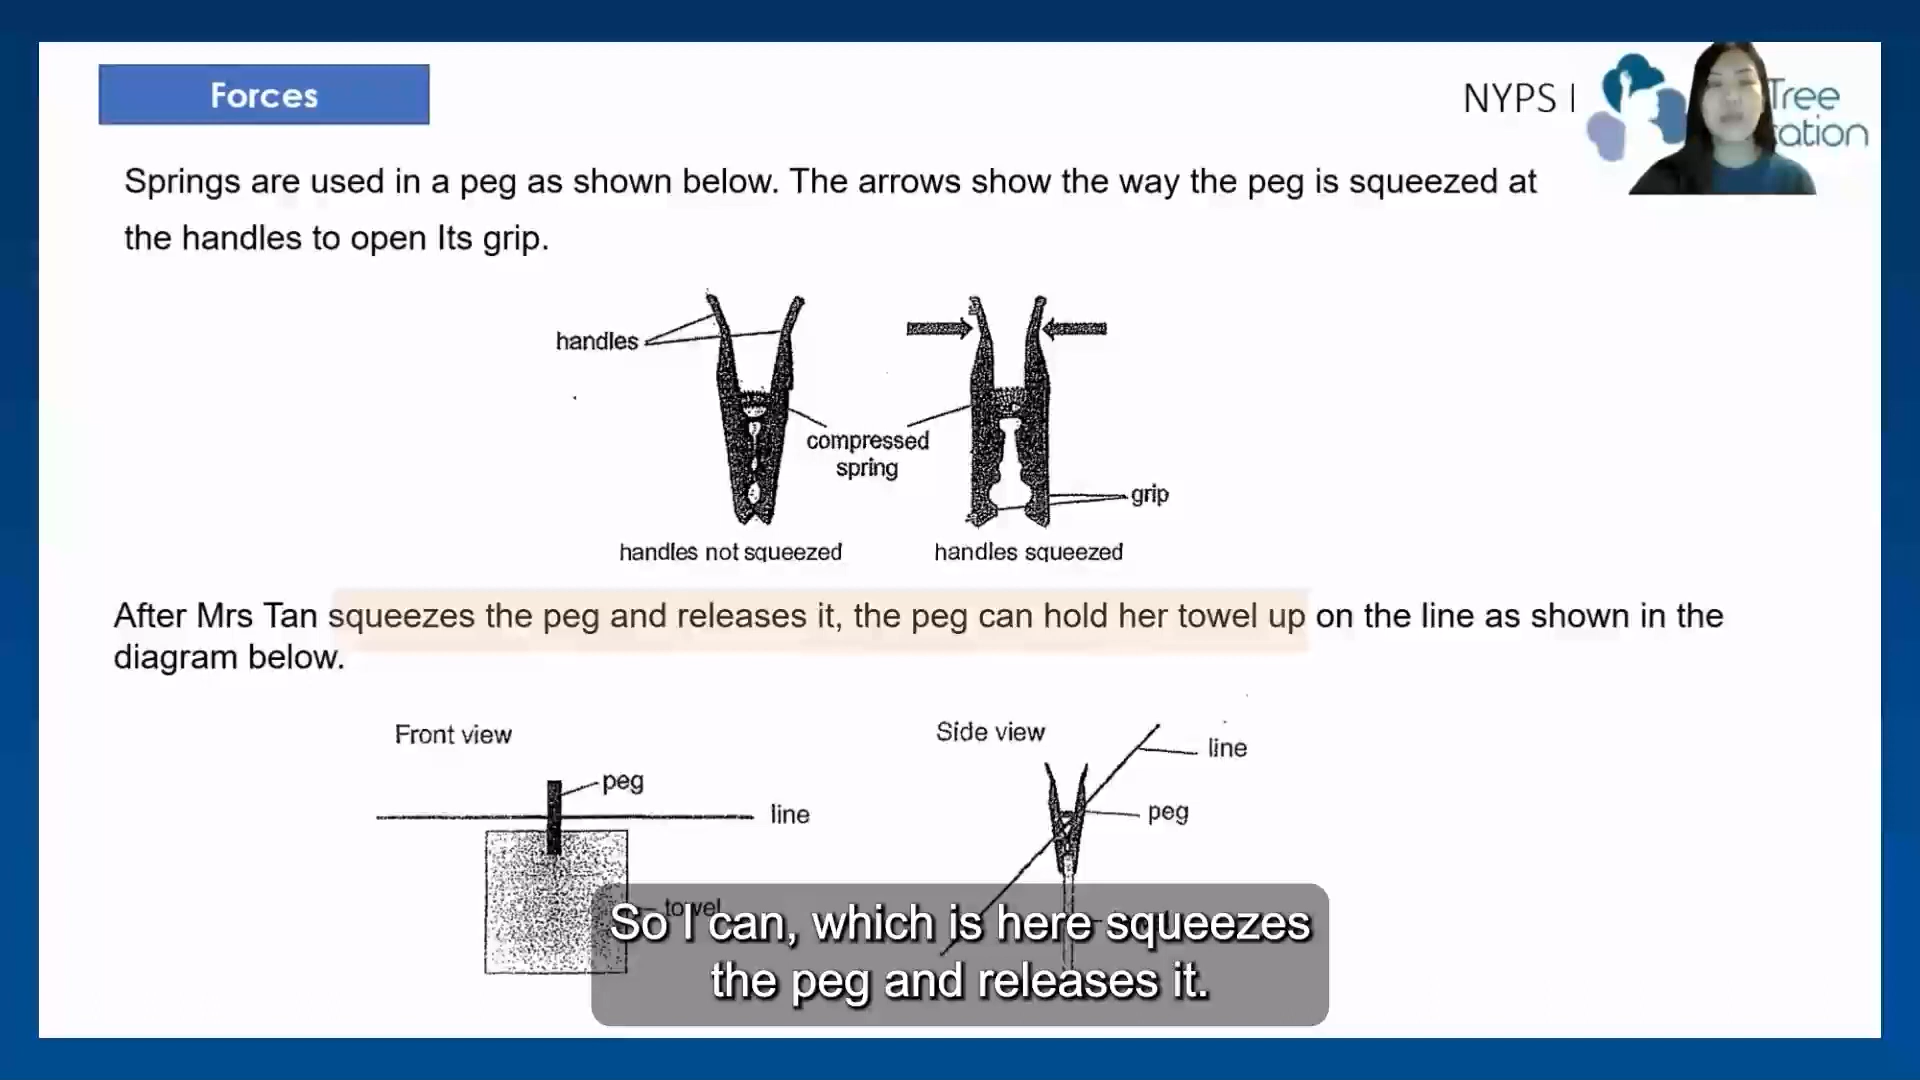 Forces
NYPS I
Tree
cation
Springs are used in a peg as shown below. The arrows show the way the peg is squeezed at
the handles to open Its grip.
handles
compressed
spring
grip
handles not squeezed
handles squeezed
After Mrs Tan squeezes the peg and releases it, the peg can hold her towel up on the line as shown in the
diagram below.
Front view
peg
line
towel
Side view
line
peg
So I can, which is here squeezes
the peg and releases it.